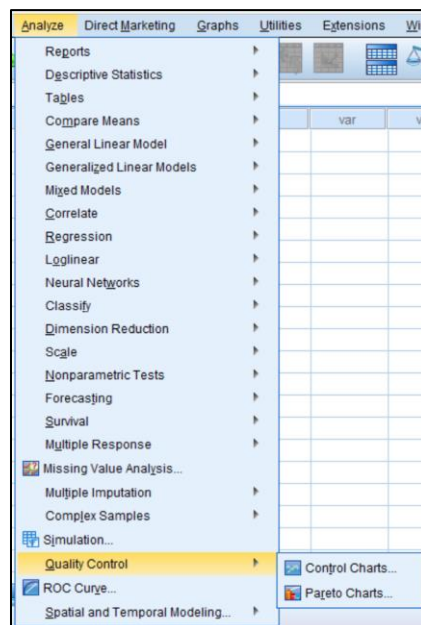 Analyze Direct Marketing Graphs Utilities Extensions Wi
Reports
Descriptive Statistics
Tables
Compare Means
var
General Linear Model
Generalized Linear Models
Mixed Models
Correlate
Regression
Loglinear
Neural Networks
Classify
Dimension Reduction
Scale
Nonparametric Tests
Forecasting
Survival
Multiple Response
Missing Value Analysis...
Multiple Imputation
Complex Samples
Simulation...
Quality Control
Control Charts...
ROC Curve...
Pareto Charts...
Spatial and Temporal Modeling...